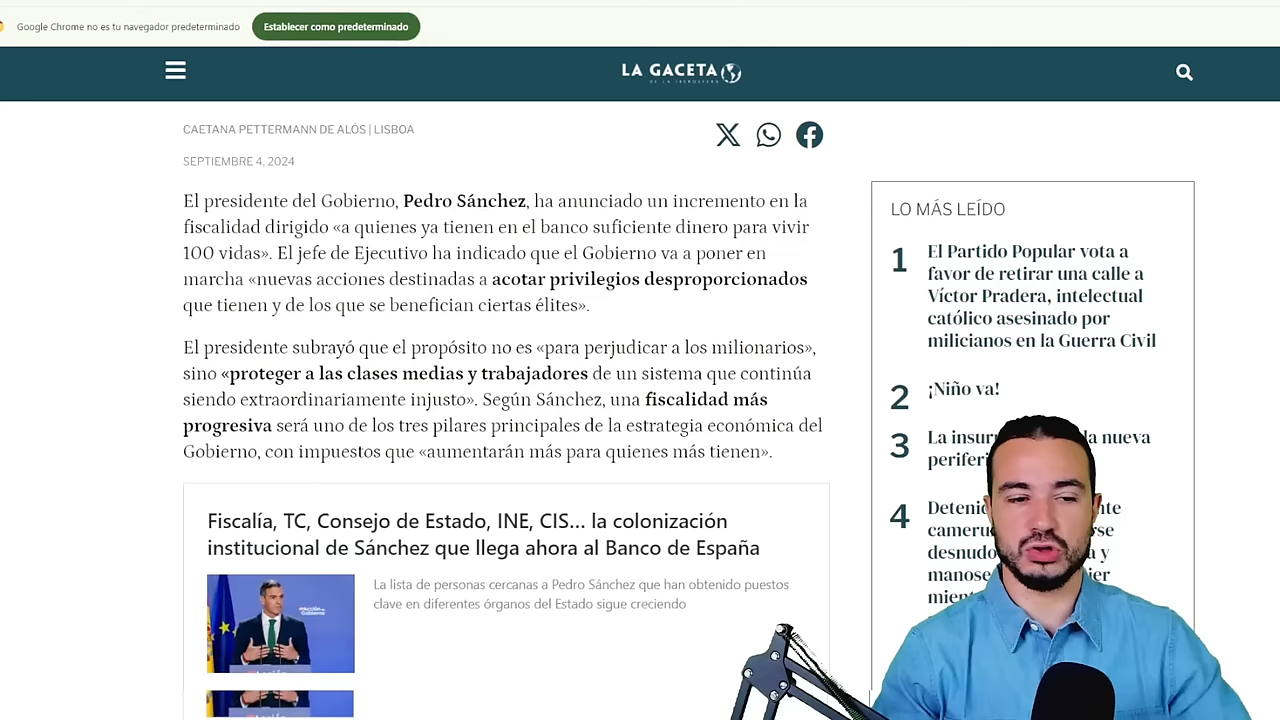 Google Chrome no es tu navegador predeterminado
Establecer como predeterminado
LA GACETA
DE LA IBEROSFERA
CAETANA PETTERMANN DE ALÓS | LISBOA
SEPTIEMBRE 4, 2024
El presidente del Gobierno, Pedro Sánchez, ha anunciado un incremento en la
fiscalidad dirigido «a quienes ya tienen en el banco suficiente dinero para vivir
100 vidas». El jefe de Ejecutivo ha indicado que el Gobierno va a poner en
marcha «nuevas acciones destinadas a acotar privilegios desproporcionados
que tienen y de los que se benefician ciertas élites».
El presidente subrayó que el propósito no es «para perjudicar a los milionarios»,
sino «proteger a las clases medias y trabajadores de un sistema que continúa
siendo extraordinariamente injusto». Según Sánchez, una fiscalidad más
progresiva será uno de los tres pilares principales de la estrategia económica del
Gobierno, con impuestos que «aumentarán más para quienes más tienen».
Fiscalía, TC, Consejo de Estado, INE, CIS... la colonización
institucional de Sánchez que llega ahora al Banco de España
La lista de personas cercanas a Pedro Sánchez que han obtenido puestos
clave en diferentes órganos del Estado sigue creciendo
LO MÁS LEÍDO
1 El Partido Popular vota a
favor de retirar una calle a
Víctor Pradera, intelectual
católico asesinado por
milicianos en la Guerra Civil
2 ¡Niño va!
3 La la nueva
4
y